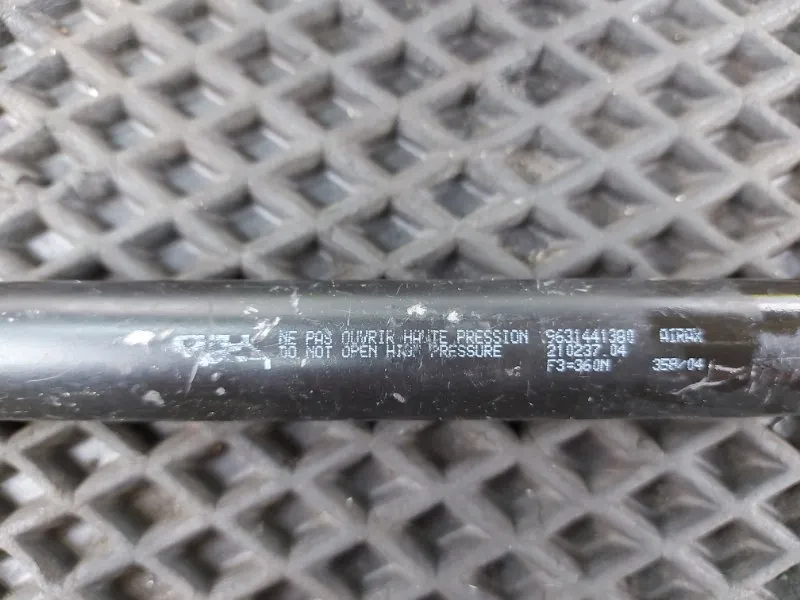 NE PAS OUVRIR HAUTE PRESSION 9631441380 AIRAX
DO NOT OPEN HIGH PRESSURE 210237.04
F3=360N 358/04